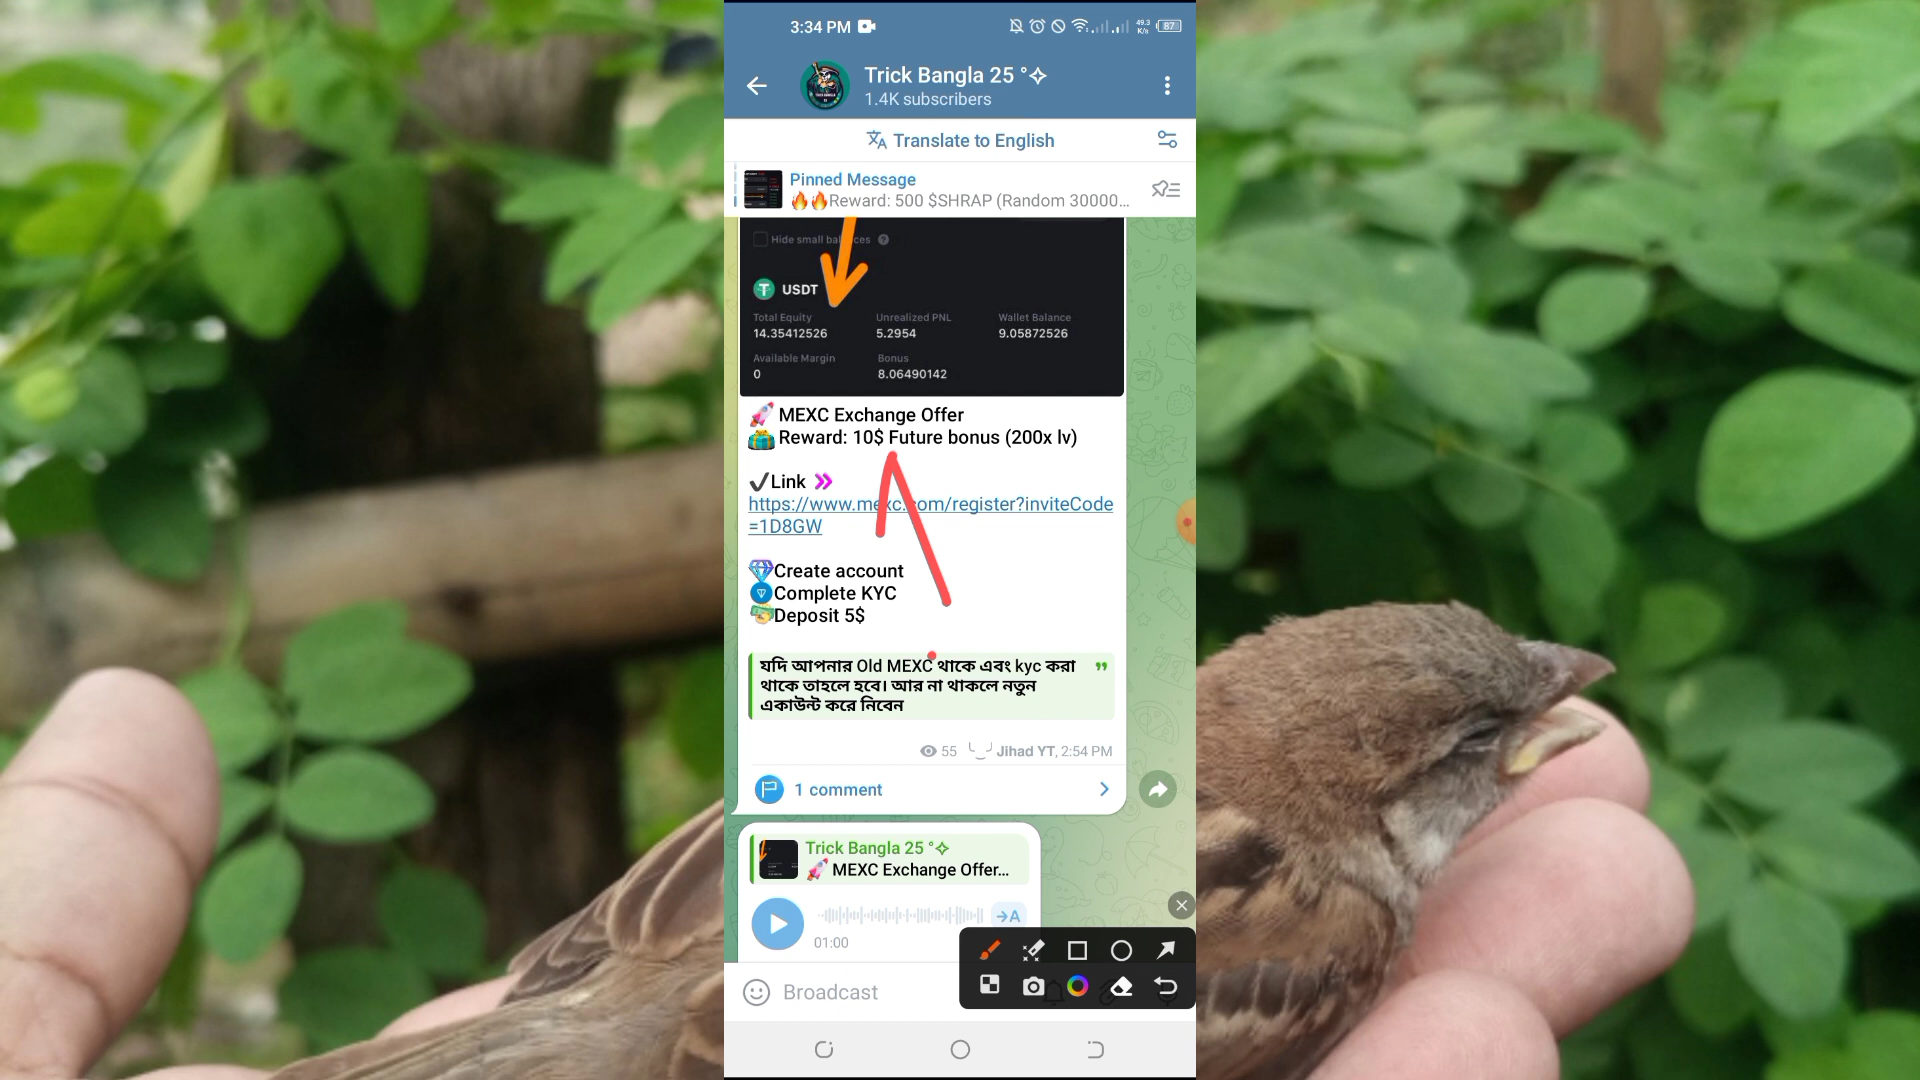 3:34 PM
49.3
K/s
87
Trick Bangla 25 °✧
1.4K subscribers
Translate to English
Pinned Message
🔥🔥Reward: 500 $SHRAP (Random 30000...
Hide small balances
USDT
Total Equity
Unrealized PNL
Wallet Balance
14.35412526
5.2954
9.05872526
Available Margin
Bonus
0
8.06490142
🚀 MEXC Exchange Offer
🎁 Reward: 10$ Future bonus (200x lv)
✔️Link »
https://www.mexc.com/register?inviteCode
=1D8GW
💎Create account
Complete KYC
Deposit 5$
যদি আপনার Old MEXC থাকে এবং kyc করা
থাকে তাহলে হবে। আর না থাকলে নতুন
একাউন্ট করে নিবেন
55 Jihad YT, 2:54 PM
1 comment
Trick Bangla 25 °✧
🚀 MEXC Exchange Offer...
→A
01:00
Broadcast